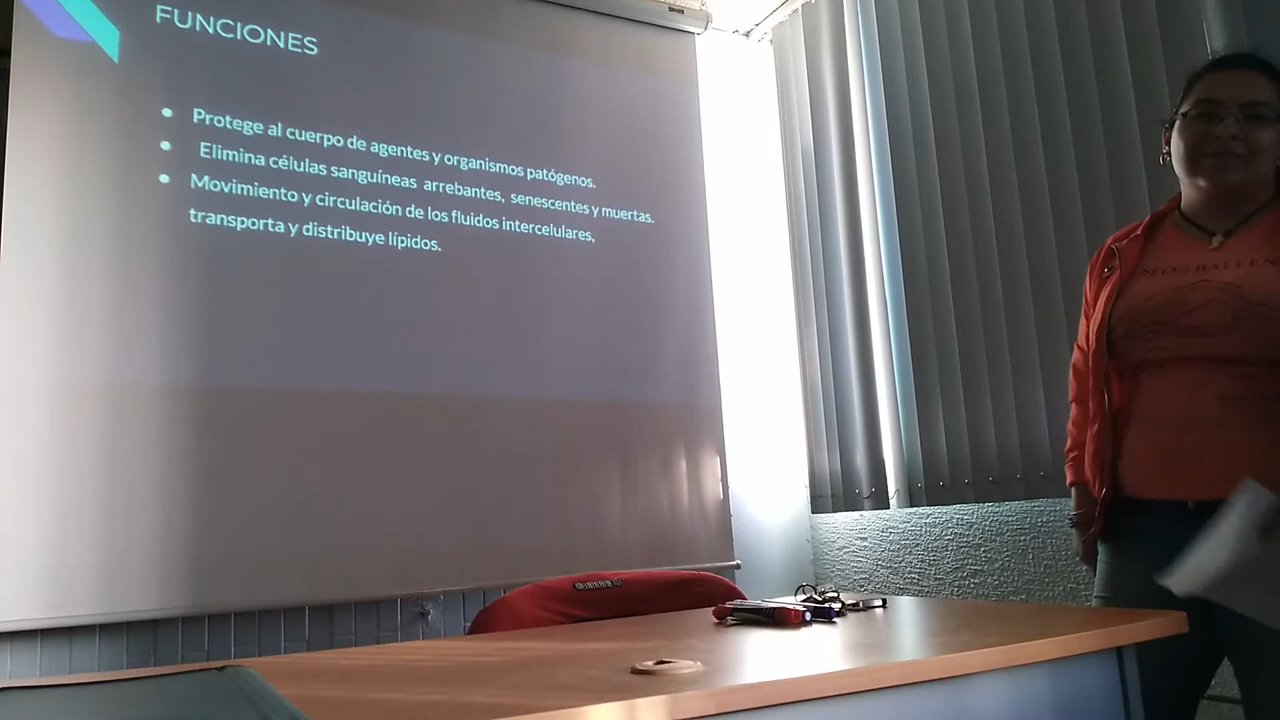 FUNCIONES
● Protege al cuerpo de agentes y organismos patógenos.
● Elimina células sanguíneas arrebantes, senescentes y muertas.
● Movimiento y circulación de los fluidos intercelulares,
transporta y distribuye lípidos.